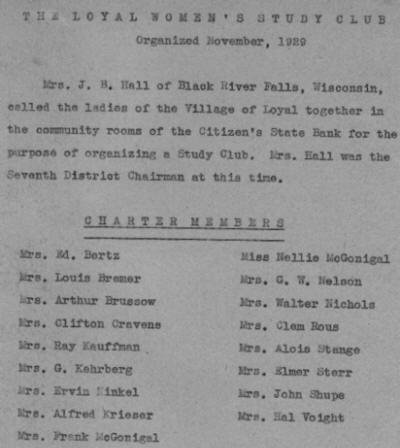 THE LOYAL WOMEN'S STUDY CLUB
Organized November, 1929
Mrs. J. B. Hall of Black River Falls, Wisconsin,
called the ladies of the Village of Loyal together in
the community rooms of the Citizen's State Bank for the
purpose of organizing a Study Club. Mrs. Hall was the
Seventh District Chairman at this time.
CHARTER MEMBERS
Mrs. Ed. Bertz
Mrs. Louis Bremer
Mrs. Arthur Brussow
Mrs. Clifton Cravens
Mrs. Ray Kauffman
Mrs. G. Kehrberg
Mrs. Ervin Hinkel
Mrs. Alfred Krieser
Mrs. Frank McGonigal
Miss Nellie McGonigal
Mrs. G. W. Nelson
Mrs. Walter Nichols
Mrs. Clem Rous
Mrs. Alois Stange
Mrs. Elmer Sterr
Mrs. John Shupe
Mrs. Hal Voight